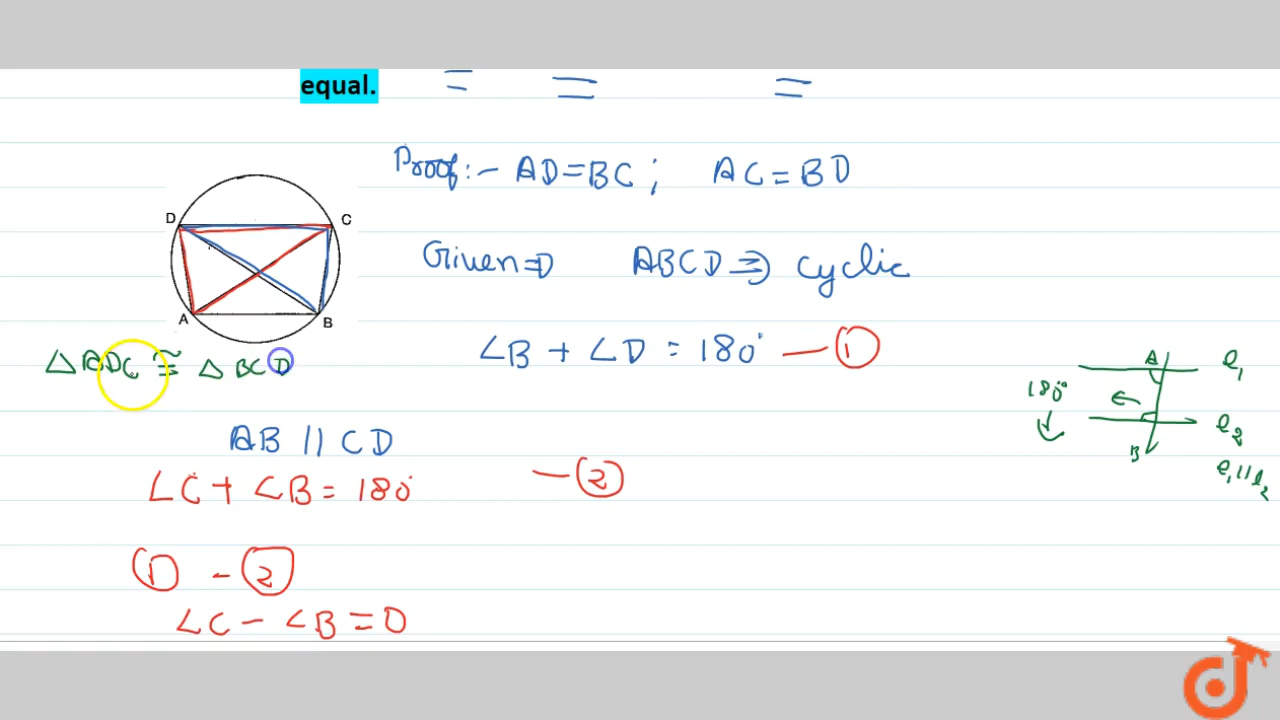 equal.
Proof:- AD=BC; AC=BD
D C
Given⇒ ABCD ⇒ cyclic
A B
∠B + ∠D = 180° — ①
△ADC ≅ △BCD
AB // CD
∠C + ∠B = 180° — ②
① - ②
∠C - ∠B = 0
A l₁
180°
l₂
B
l₁//l₂